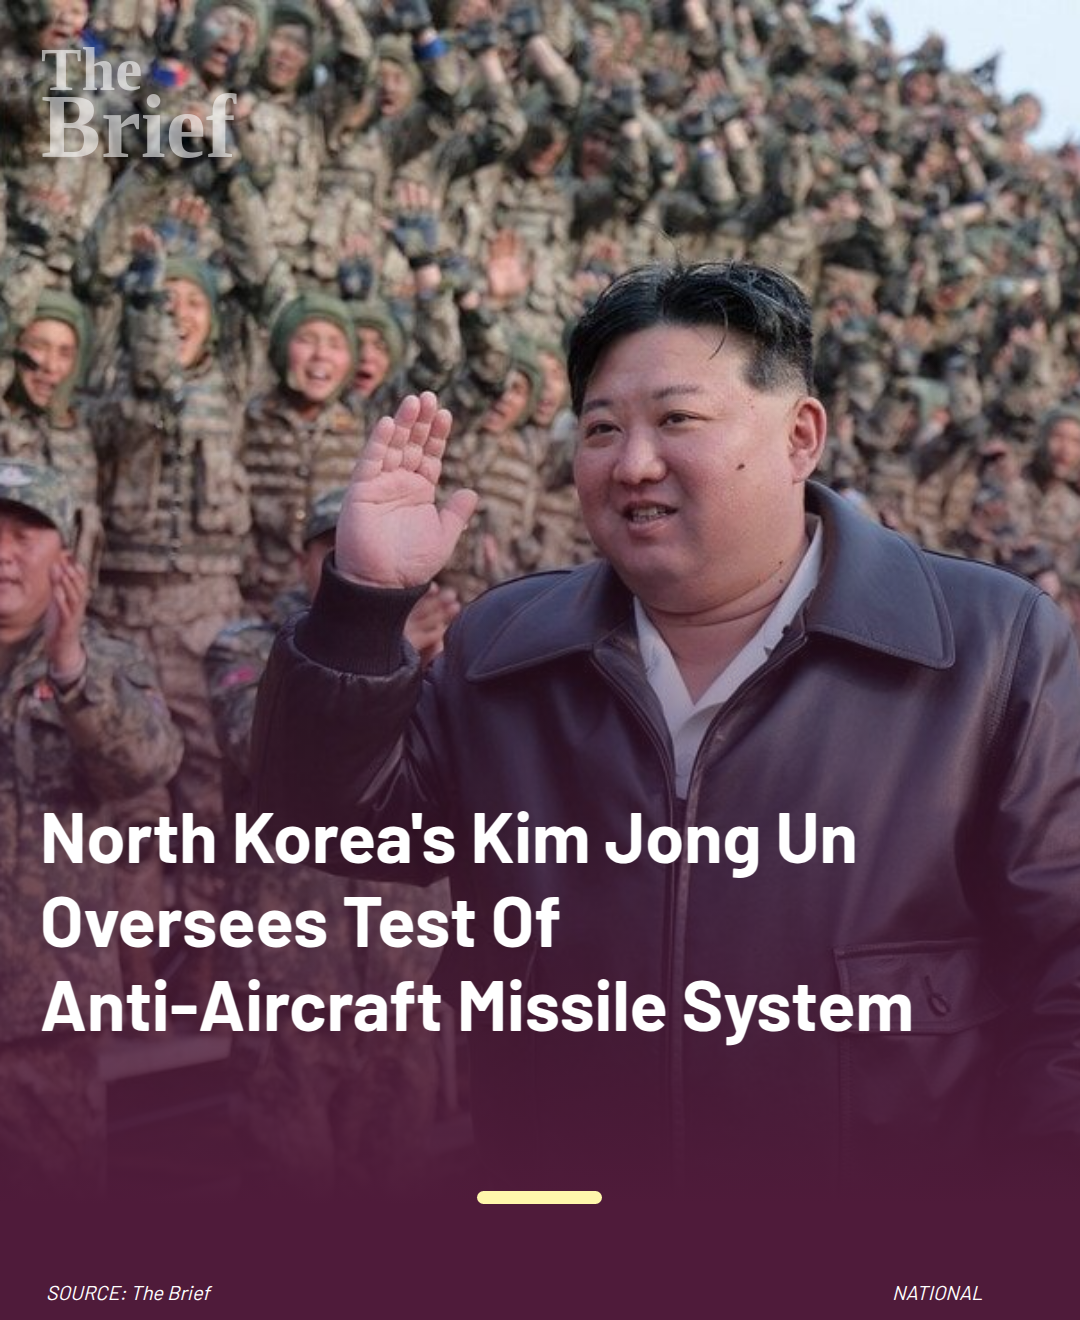 The
Brief
North Korea's Kim Jong Un
Oversees Test Of
Anti-Aircraft Missile System
SOURCE: The Brief
NATIONAL